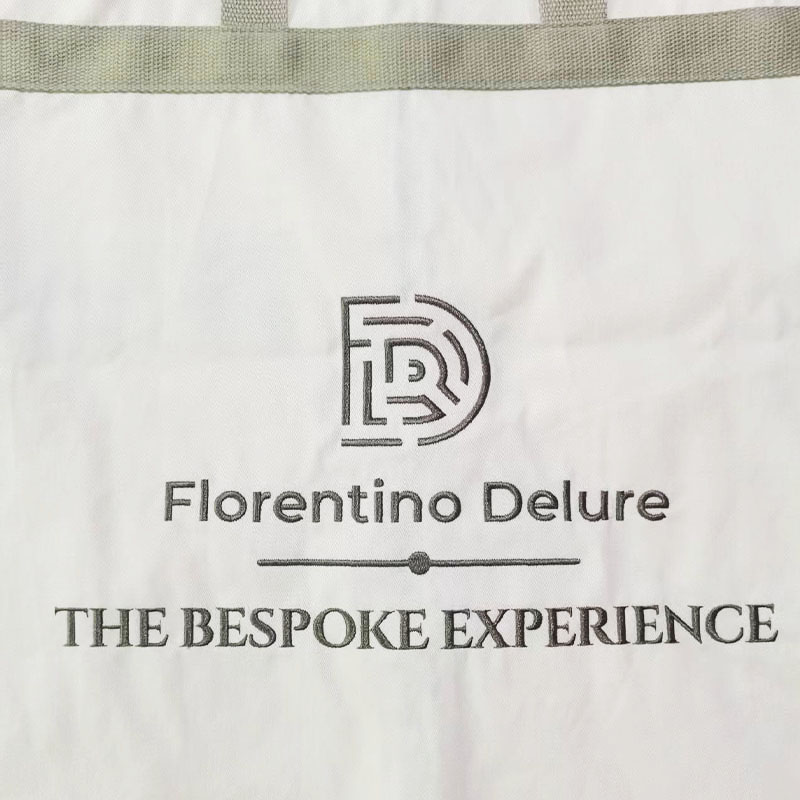 Florentino Delure
THE BESPOKE EXPERIENCE